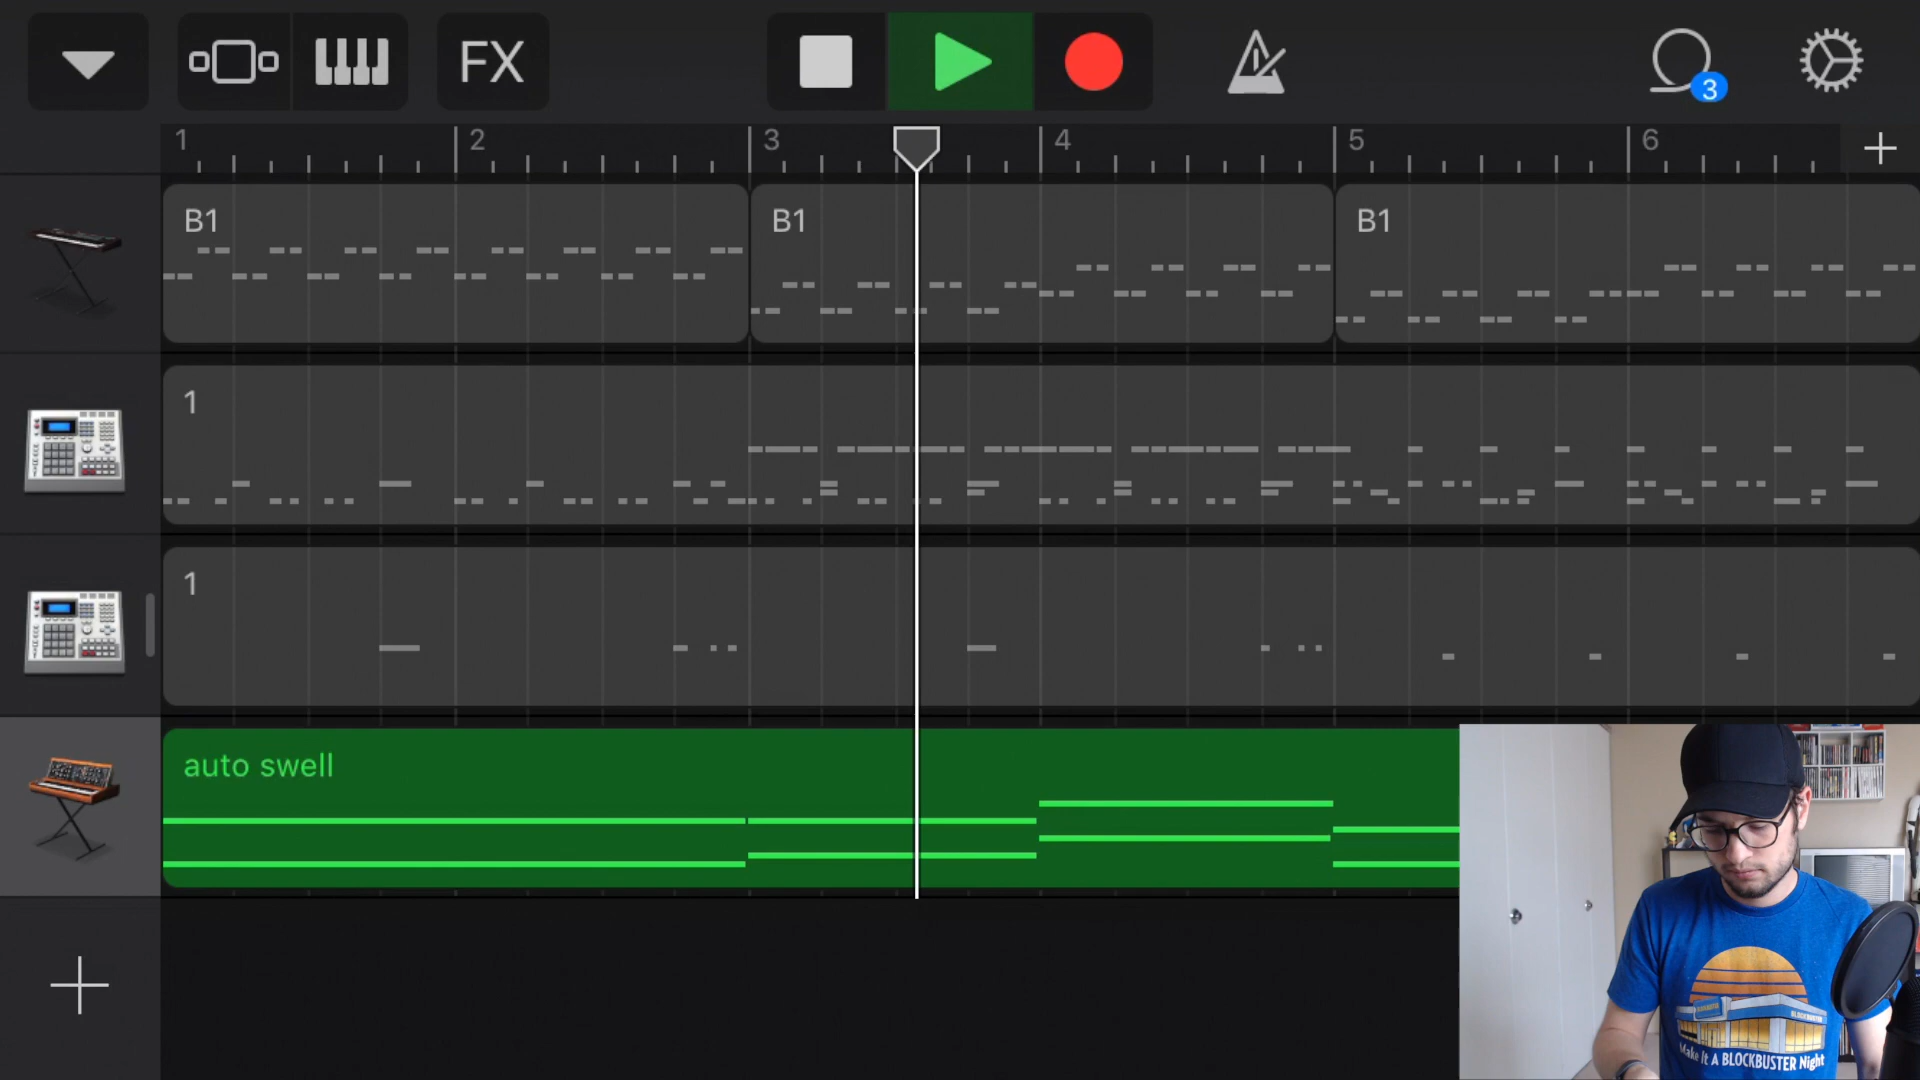 FX
3
1 2 3 4 5 6
B1 B1 B1
1
1
auto swell
BLOCKBUSTER
Make it A BLOCKBUSTER Night